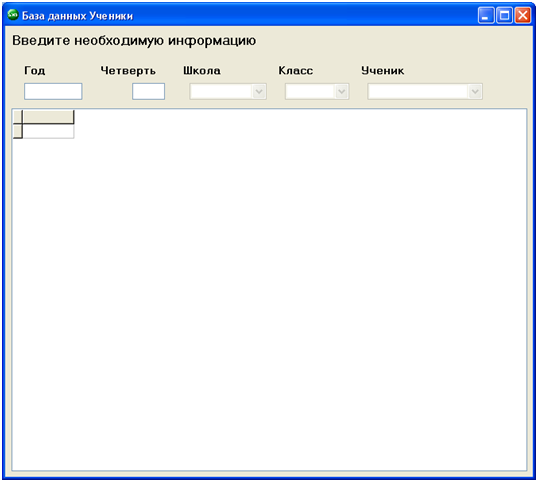 База данных Ученики
Введите необходимую информацию
Год Четверть Школа Класс Ученик